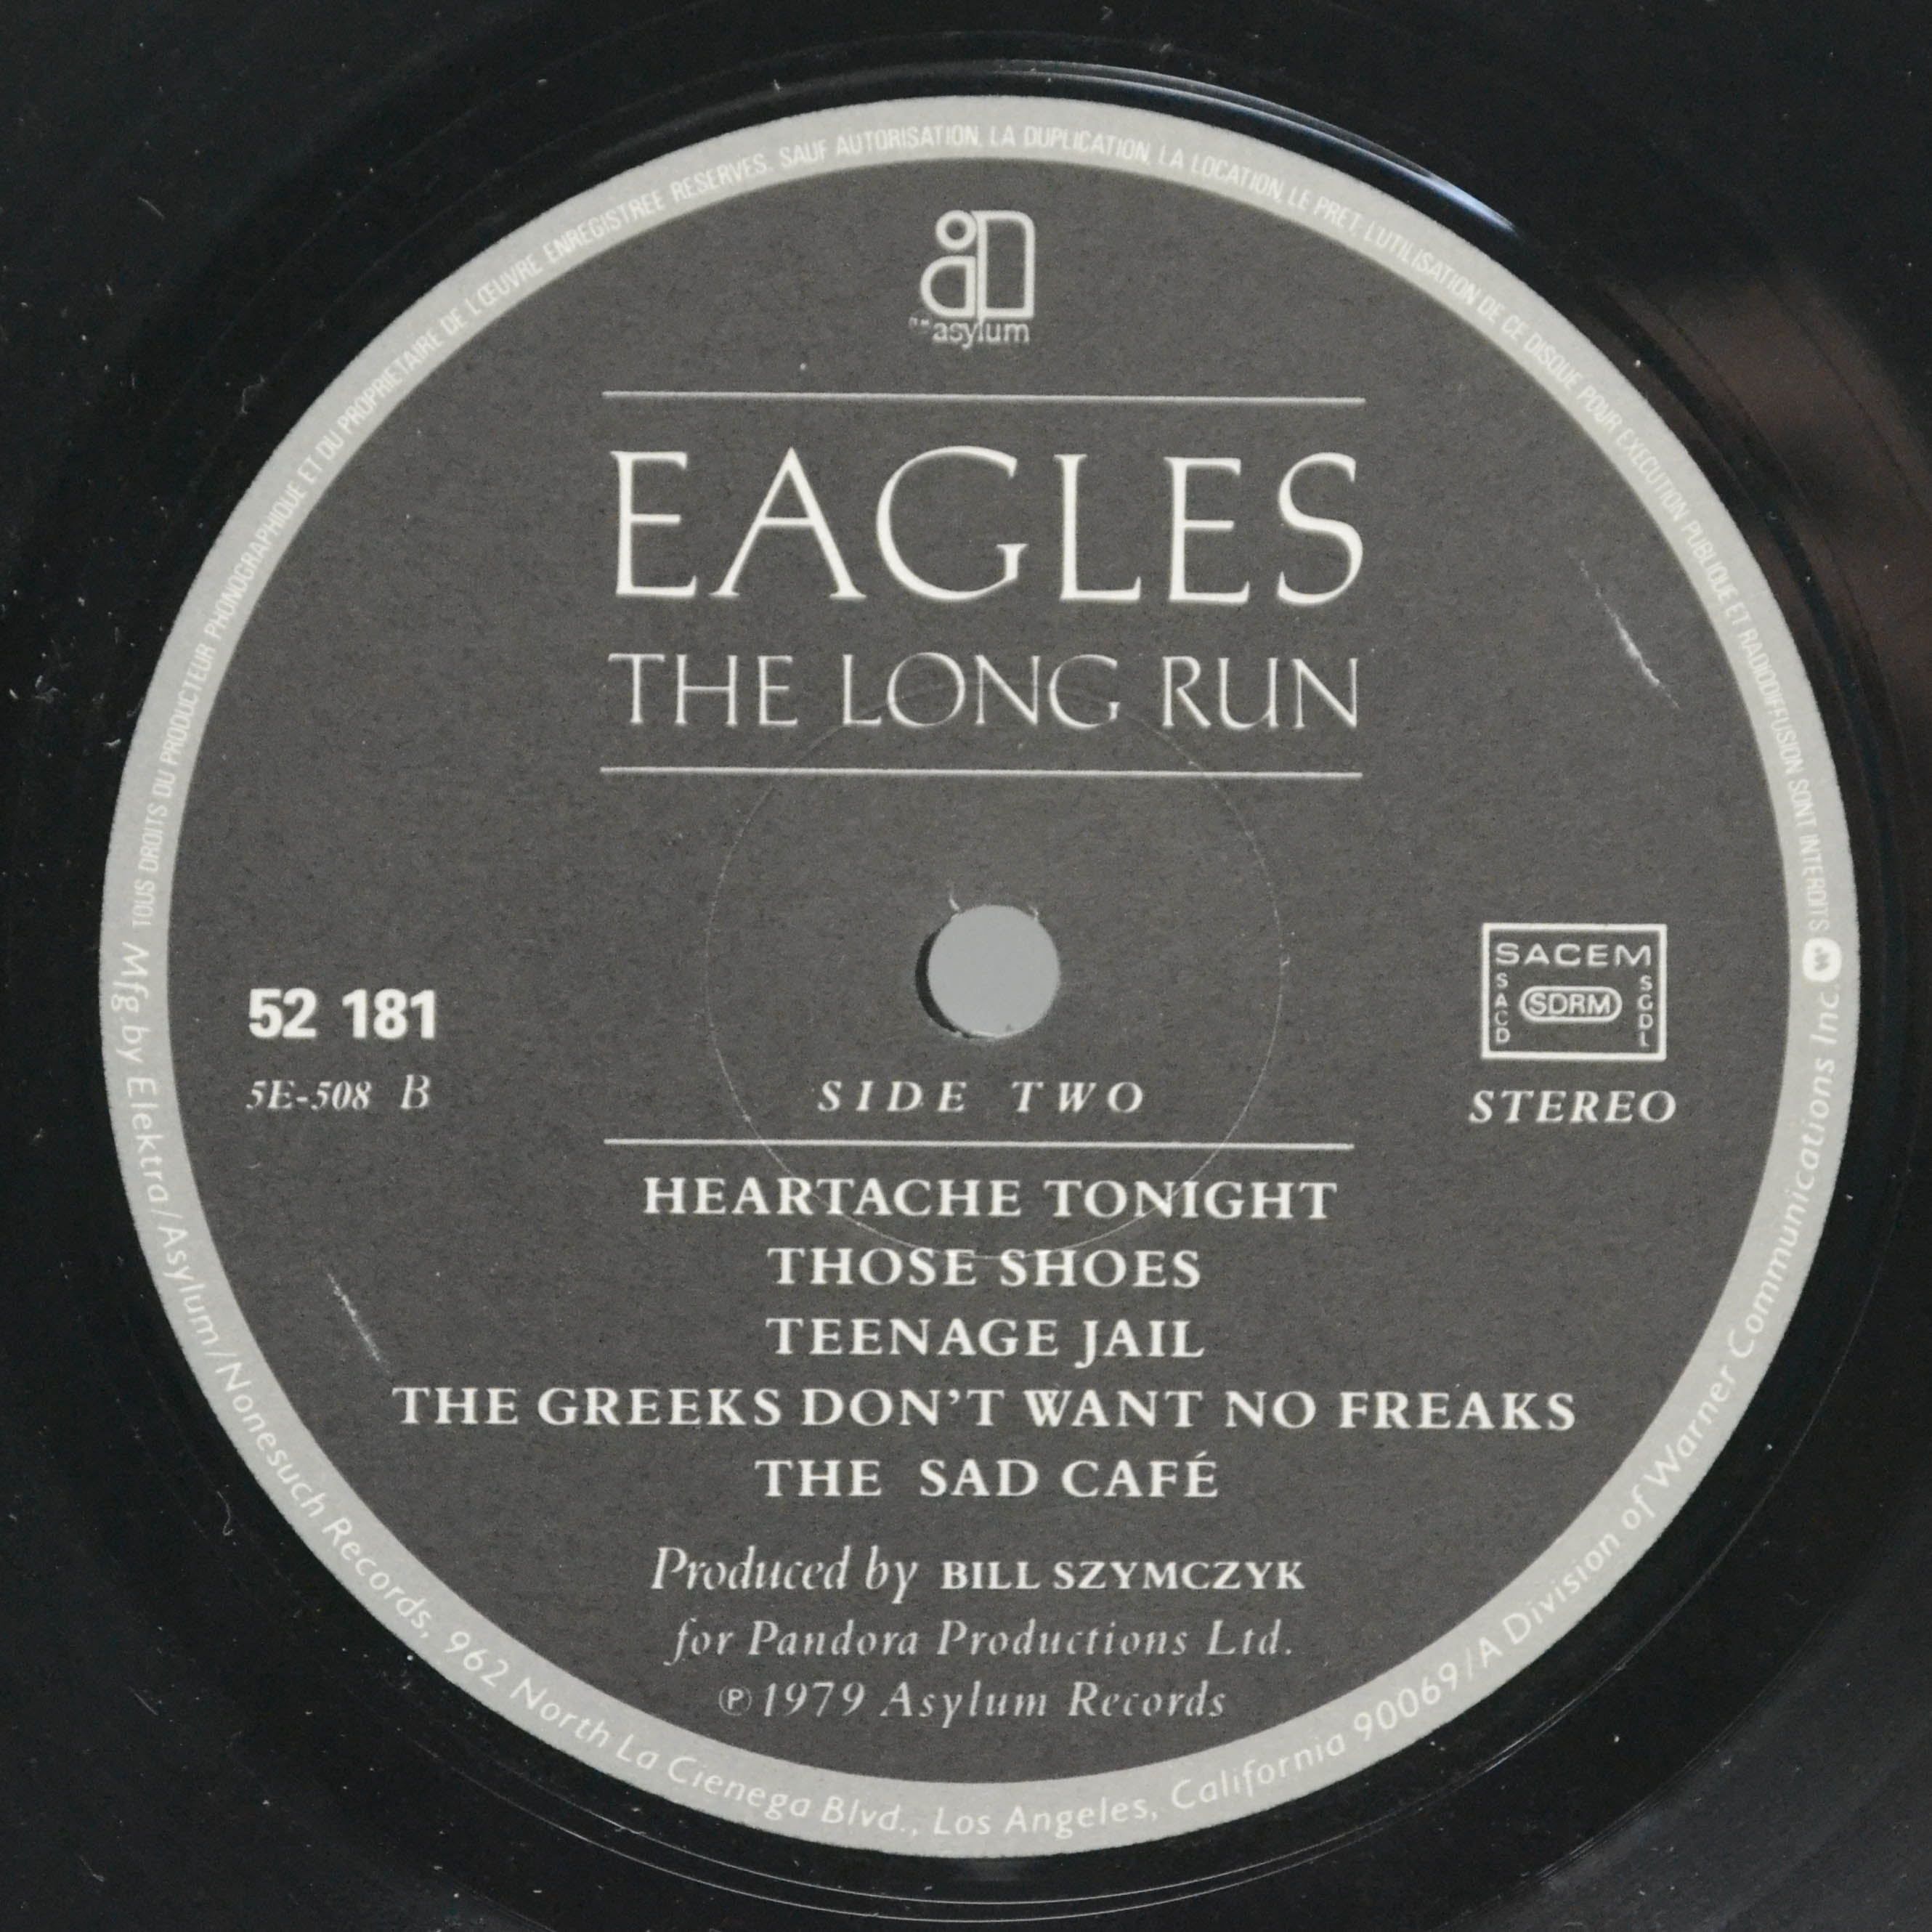 TOUS DROITS DU PRODUCTEUR PHONOGRAPHIQUE ET DU PROPRIETAIRE DE L'ŒUVRE ENREGISTREE RESERVES. SAUF AUTORISATION, LA DUPLICATION, LA LOCATION, LE PRET, L'UTILISATION DE CE DISQUE POUR EXECUTION PUBLIQUE ET RADIODIFFUSION SONT INTERDITS
asylum
EAGLES
THE LONG RUN
52 181
5E-508 B
SACEM
SACD
SDRM
SGDL
STEREO
SIDE TWO
HEARTACHE TONIGHT
THOSE SHOES
TEENAGE JAIL
THE GREEKS DON'T WANT NO FREAKS
THE SAD CAFÉ
Produced by BILL SZYMCZYK
for Pandora Productions Ltd.
℗1979 Asylum Records
Mfg. by Elektra/Asylum/Nonesuch Records, 962 North La Cienega Blvd., Los Angeles, California 90069/A Division of Warner Communications Inc.